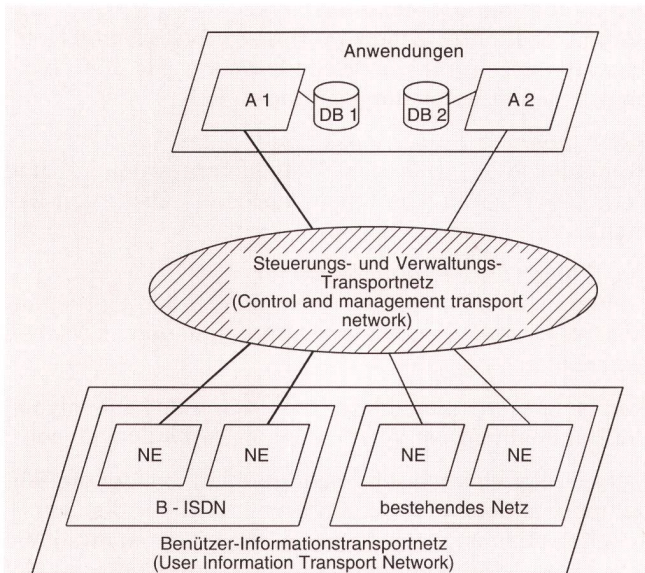 Anwendungen
A 1
DB 1
DB 2
A 2
Steuerungs- und Verwaltungs-
Transportnetz
(Control and management transport
network)
NE
NE
NE
NE
B - ISDN
bestehendes Netz
Benützer-Informationstransportnetz
(User Information Transport Network)